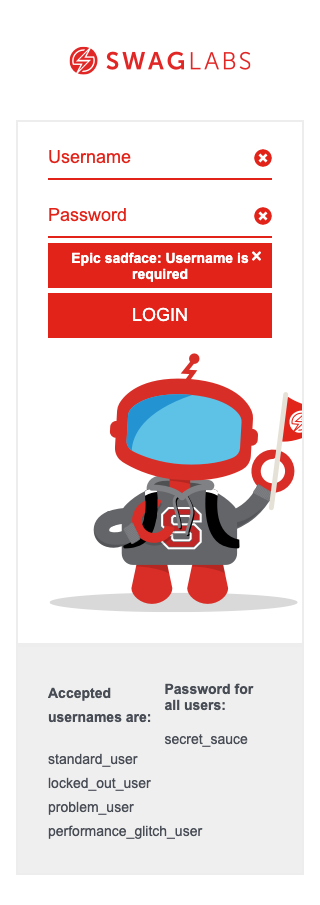 SWAGLABS
Username
Password
Epic sadface: Username is
required
LOGIN
S
Accepted
usernames are:
standard_user
locked_out_user
problem_user
performance_glitch_user
Password for
all users:
secret_sauce